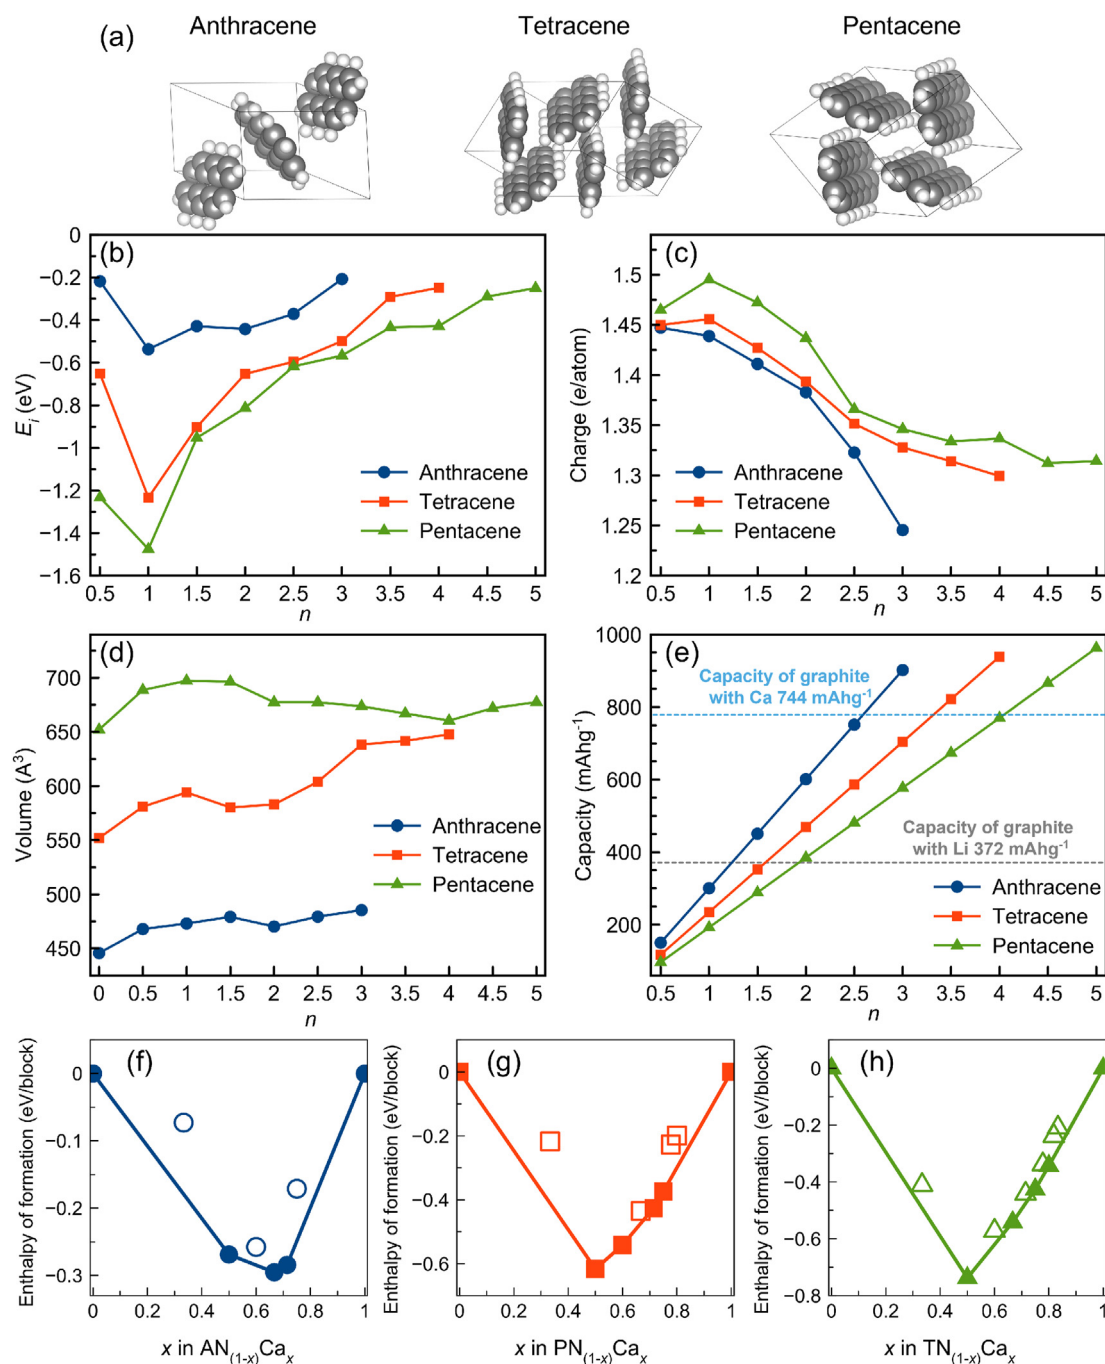 (a) Anthracene Tetracene Pentacene
(b)
0
−0.2
−0.4
−0.6
−0.8
−1
−1.2
−1.4
−1.6
E_i (eV)
Anthracene
Tetracene
Pentacene
0.5 1 1.5 2 2.5 3 3.5 4 4.5 5
n
(c)
1.5
1.45
1.4
1.35
1.3
1.25
1.2
Charge (e/atom)
Anthracene
Tetracene
Pentacene
0.5 1 1.5 2 2.5 3 3.5 4 4.5 5
n
(d)
700
650
600
550
500
450
Volume (A³)
Anthracene
Tetracene
Pentacene
0 0.5 1 1.5 2 2.5 3 3.5 4 4.5 5
n
(e)
1000
800
600
400
200
Capacity (mAhg⁻¹)
Capacity of graphite
with Ca 744 mAhg⁻¹
Capacity of graphite
with Li 372 mAhg⁻¹
Anthracene
Tetracene
Pentacene
0.5 1 1.5 2 2.5 3 3.5 4 4.5 5
n
(f)
0
−0.1
−0.2
−0.3
Enthalpy of formation (eV/block)
0 0.2 0.4 0.6 0.8 1
x in AN(1-x)Cax
(g)
0
−0.2
−0.4
−0.6
Enthalpy of formation (eV/block)
0 0.2 0.4 0.6 0.8 1
x in PN(1-x)Cax
(h)
0
−0.2
−0.4
−0.6
−0.8
Enthalpy of formation (eV/block)
0 0.2 0.4 0.6 0.8 1
x in TN(1-x)Cax